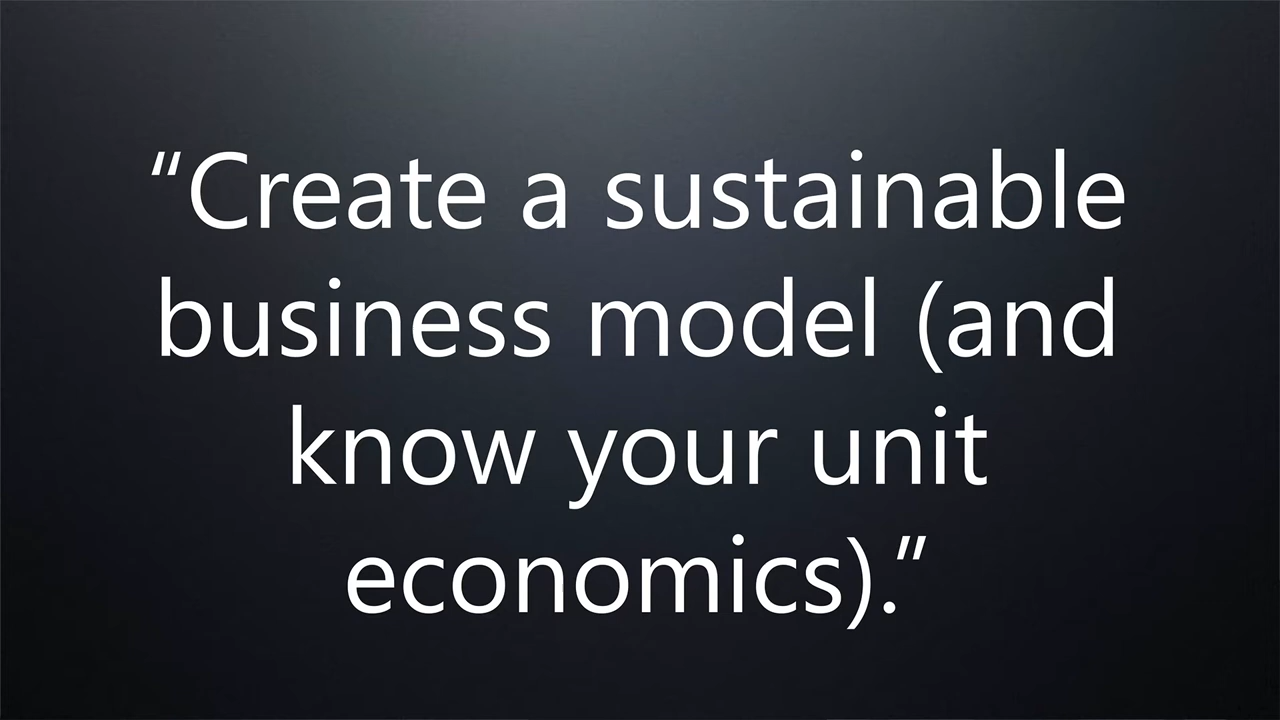 “Create a sustainable
business model (and
know your unit
economics).”